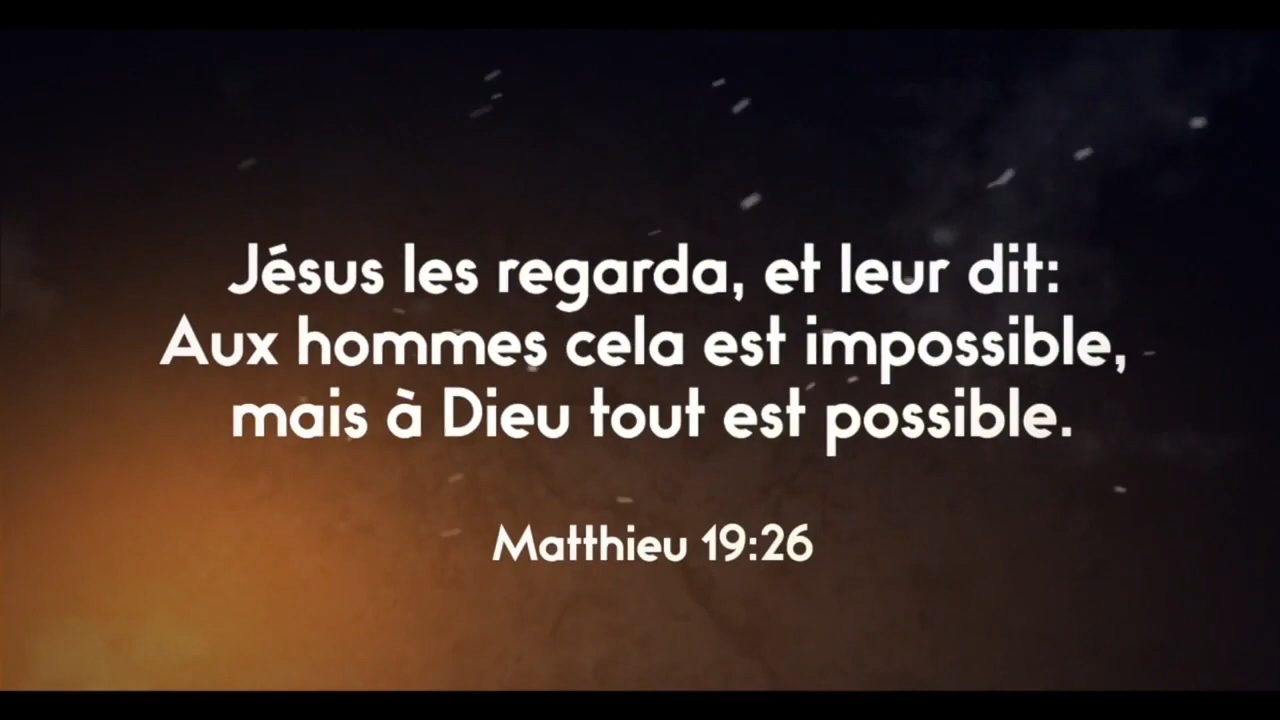 Jésus les regarda, et leur dit:
Aux hommes cela est impossible,
mais à Dieu tout est possible.
Matthieu 19:26